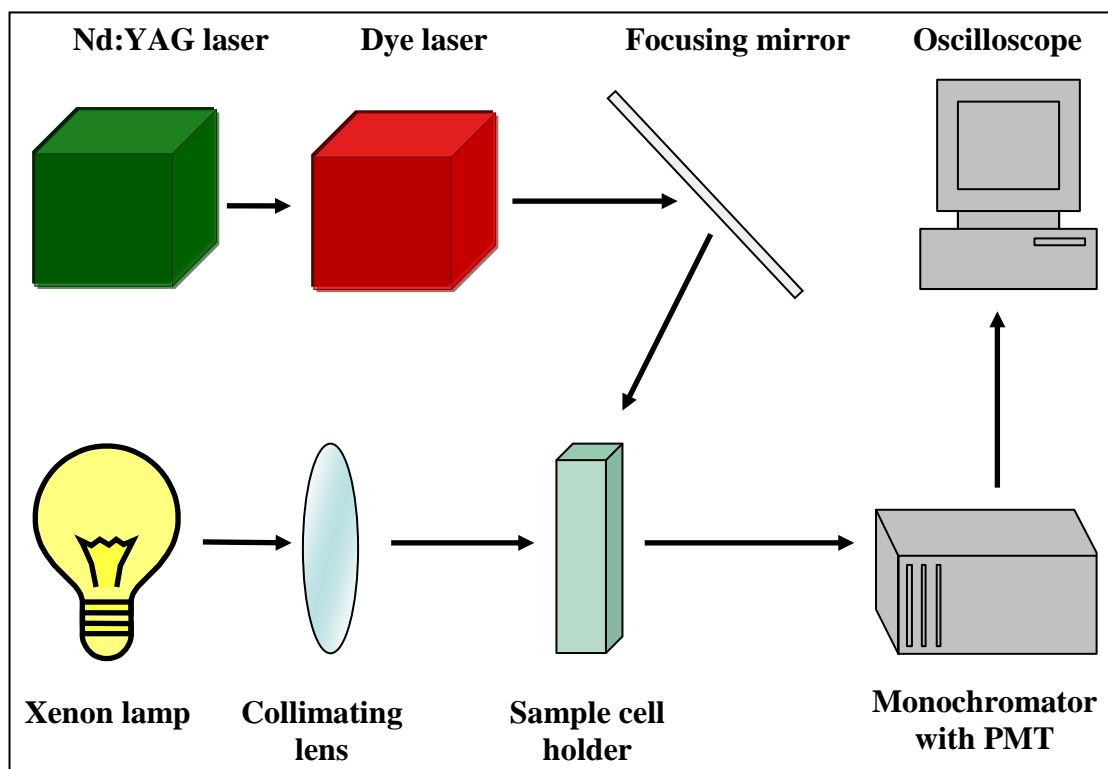 Nd:YAG laser
Dye laser
Focusing mirror
Oscilloscope
Xenon lamp
Collimating
lens
Sample cell
holder
Monochromator
with PMT